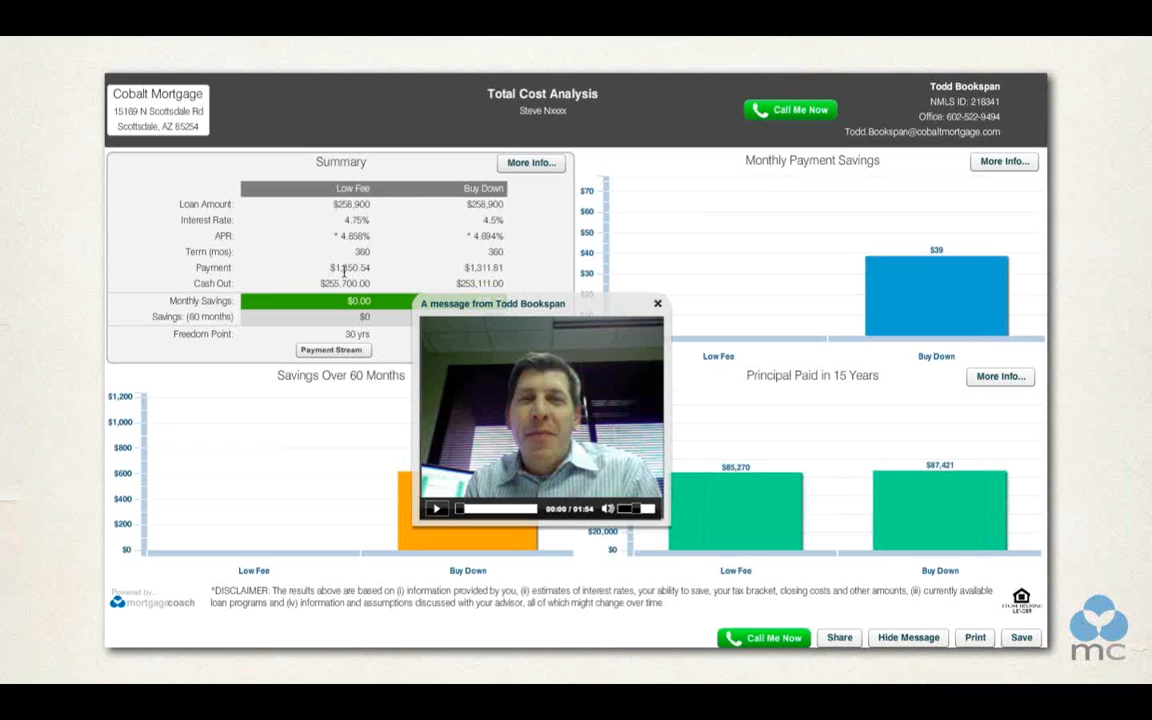 Cobalt Mortgage
15169 N Scottsdale Rd
Scottsdale, AZ 85254
Total Cost Analysis
Steve Nxxxx
Call Me Now
Todd Bookspan
NMLS ID: 218341
Office: 602-522-9494
Todd.Bookspan@cobaltmortgage.com
Summary
More Info...
Low Fee Buy Down
Loan Amount: $258,900 $258,900
Interest Rate: 4.75% 4.5%
APR: * 4.858% * 4.694%
Term (mos): 360 360
Payment: $1,350.54 $1,311.81
Cash Out: $255,700.00 $253,111.00
Monthly Savings: $0.00
Savings: (60 months) $0
Freedom Point: 30 yrs
Payment Stream
Monthly Payment Savings
More Info...
$70
$60
$50
$40
$30
$39
Low Fee Buy Down
A message from Todd Bookspan
00:00 / 01:54
Savings Over 60 Months
$1,200
$1,000
$800
$600
$400
$200
$0
Low Fee Buy Down
Principal Paid in 15 Years
More Info...
$85,270 $87,421
$20,000
$0
Low Fee Buy Down
Powered by...
mortgagecoach
*DISCLAIMER: The results above are based on (i) information provided by you, (ii) estimates of interest rates, your ability to save, your tax bracket, closing costs and other amounts, (iii) currently available
loan programs and (iv) information and assumptions discussed with your advisor, all of which might change over time.
Call Me Now
Share
Hide Message
Print
Save
mc